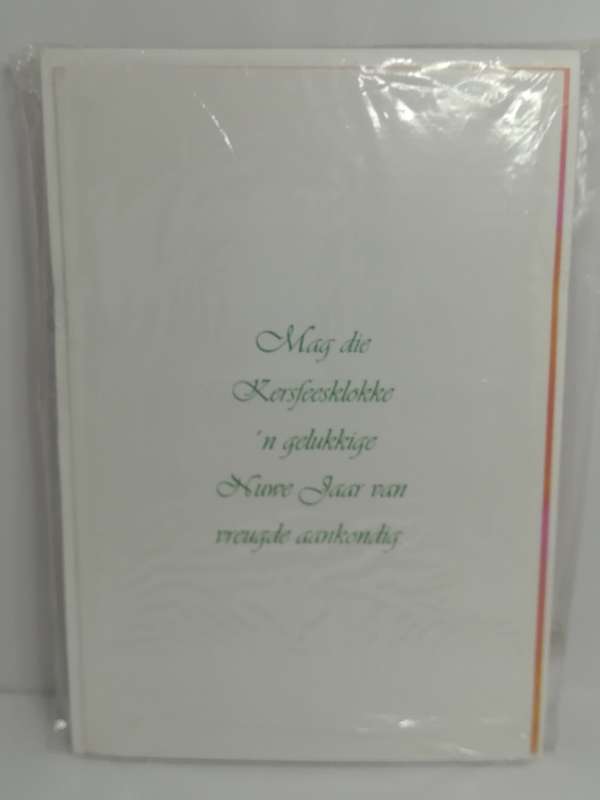 Mag die
Kersfeesklokke
'n gelukkige
Nuwe Jaar van
vreugde aankondig